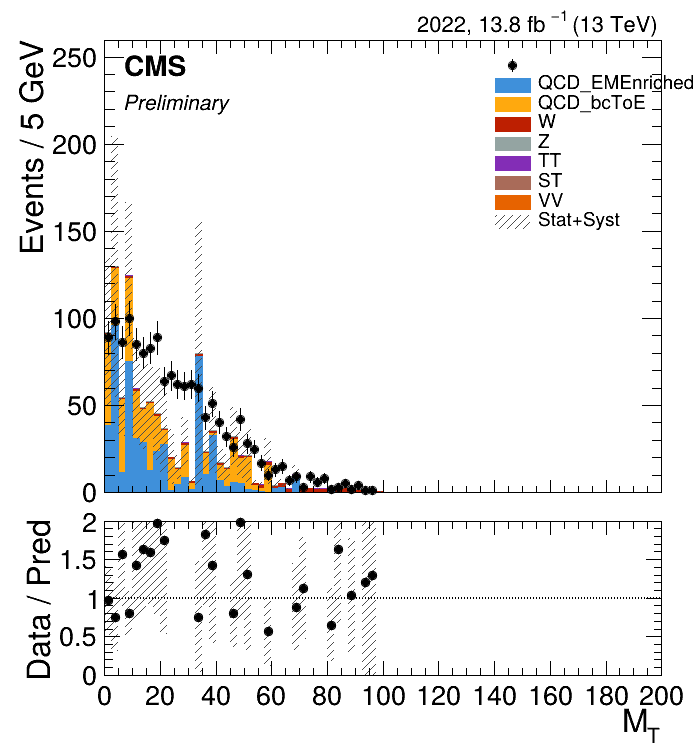 2022, 13.8 fb⁻¹ (13 TeV)
Events / 5 GeV
CMS
Preliminary
QCD_EMEnriched
QCD_bcToE
W
Z
TT
ST
VV
Stat+Syst
250
200
150
100
50
0
Data / Pred
2
1.5
1
0.5
0
0 20 40 60 80 100 120 140 160 180 200
M_T